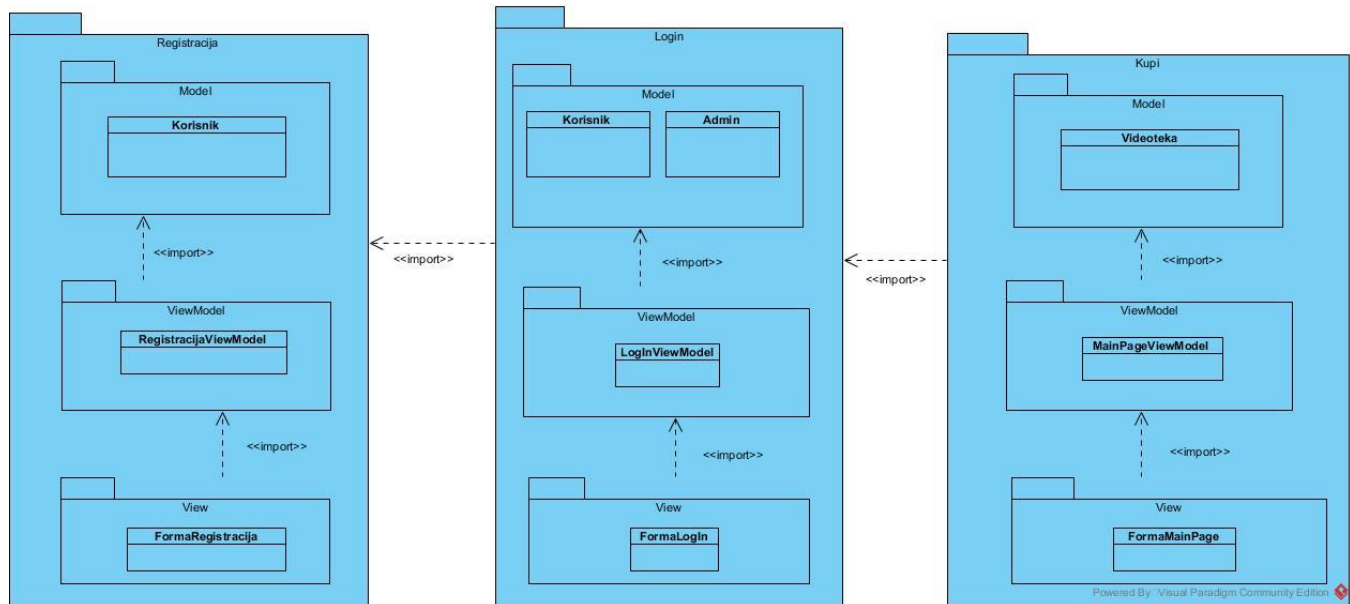 Registracija
Model
Korisnik
<<import>>
ViewModel
RegistracijaViewModel
<<import>>
View
FormaRegistracija
<<import>>
Login
Model
Korisnik
Admin
<<import>>
ViewModel
LogInViewModel
<<import>>
View
FormaLogIn
<<import>>
Kupi
Model
Videoteka
<<import>>
ViewModel
MainPageViewModel
<<import>>
View
FormaMainPage
Powered By Visual Paradigm Community Edition